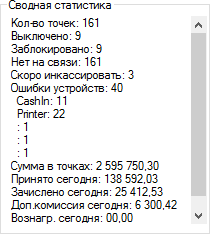 Сводная статистика
Кол-во точек: 161
Выключено: 9
Заблокировано: 9
Нет на связи: 161
Скоро инкассировать: 3
Ошибки устройств: 40
CashIn: 11
Printer: 22
: 1
: 1
: 1
Сумма в точках: 2 595 750,30
Принято сегодня: 138 592,03
Зачислено сегодня: 25 412,53
Доп.комиссия сегодня: 6 300,42
Вознагр. сегодня: 00,00